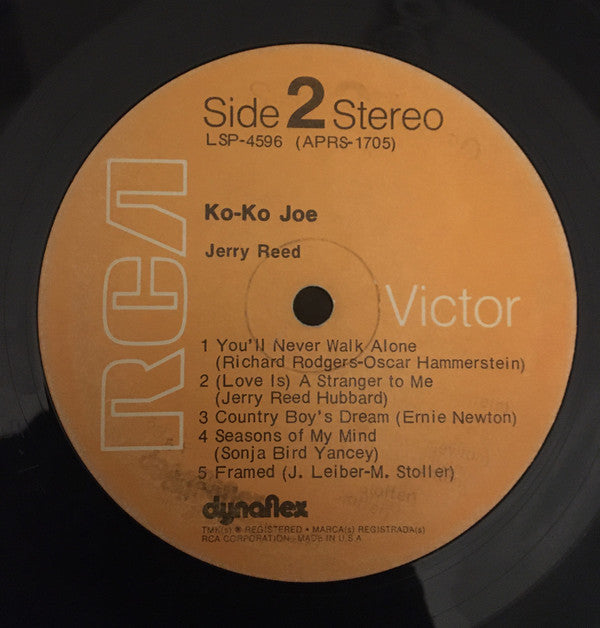 Side 2 Stereo
LSP-4596 (APRS-1705)
RCA
Ko-Ko Joe
Jerry Reed
Victor
1 You'll Never Walk Alone
(Richard Rodgers-Oscar Hammerstein)
2 (Love Is) A Stranger to Me
(Jerry Reed Hubbard)
3 Country Boy's Dream (Ernie Newton)
4 Seasons of My Mind
(Sonja Bird Yancey)
5 Framed (J. Leiber-M. Stoller)
dynaflex
TMK(s) ® REGISTERED • MARCA(s) REGISTRADA(s)
RCA CORPORATION-MADE IN U.S.A